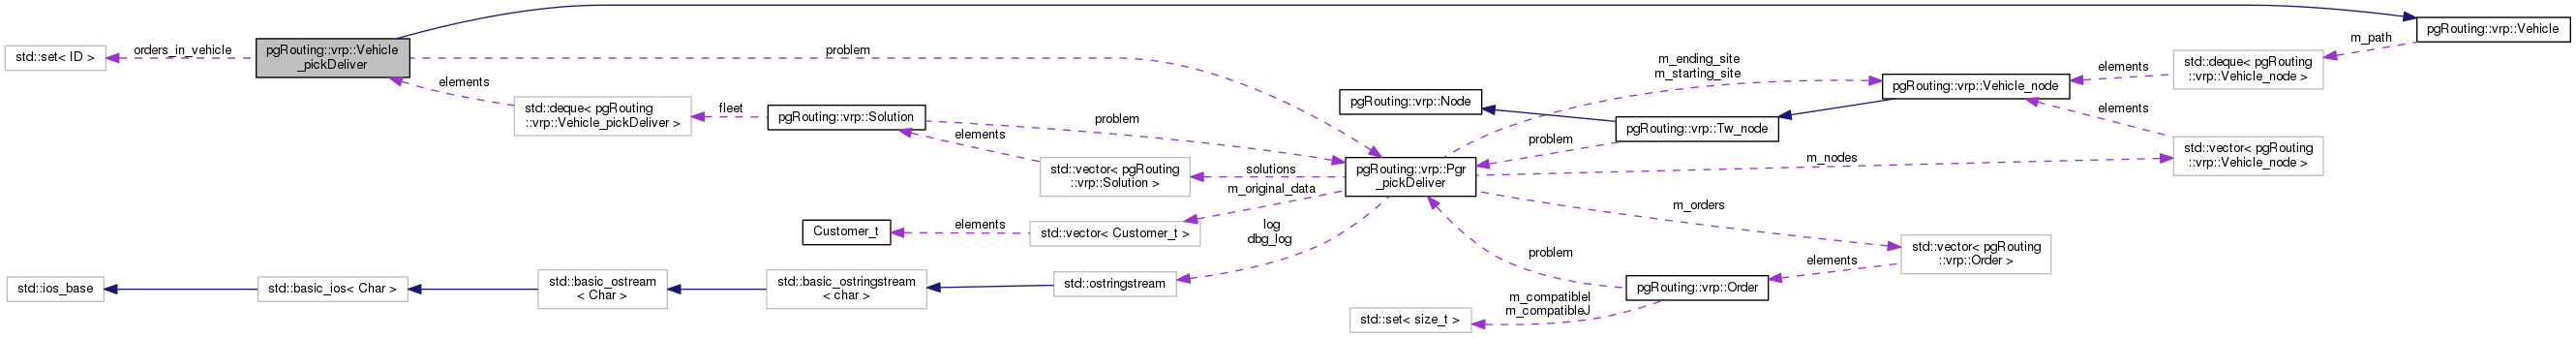 pgRouting::vrp::Vehicle
_pickDeliver
std::set< ID >
orders_in_vehicle
problem
elements
std::deque< pgRouting
::vrp::Vehicle_pickDeliver >
fleet
pgRouting::vrp::Solution
problem
elements
std::vector< pgRouting
::vrp::Solution >
solutions
m_original_data
Customer_t
elements
std::vector< Customer_t >
log
dbg_log
std::ios_base
std::basic_ios< Char >
std::basic_ostream
< Char >
std::basic_ostringstream
< char >
std::ostringstream
pgRouting::vrp::Node
pgRouting::vrp::Pgr
_pickDeliver
m_ending_site
m_starting_site
problem
pgRouting::vrp::Tw_node
m_nodes
m_orders
problem
pgRouting::vrp::Order
m_compatibleI
m_compatibleJ
std::set< size_t >
pgRouting::vrp::Vehicle_node
elements
elements
elements
std::vector< pgRouting
::vrp::Order >
m_path
pgRouting::vrp::Vehicle
std::deque< pgRouting
::vrp::Vehicle_node >
std::vector< pgRouting
::vrp::Vehicle_node >